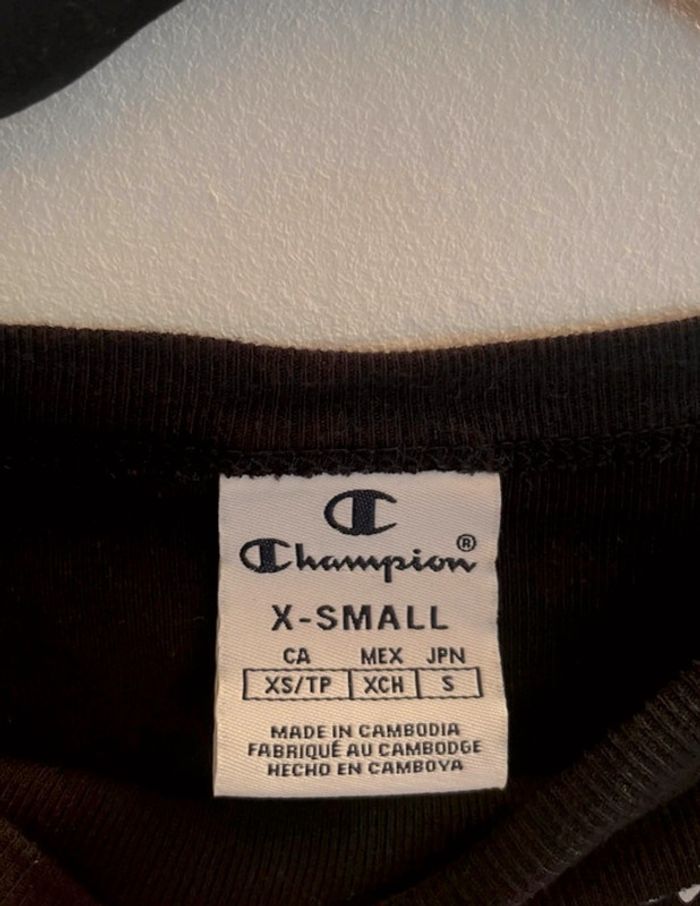 Champion®
X-SMALL
CA MEX JPN
XS/TP XCH S
MADE IN CAMBODIA
FABRIQUÉ AU CAMBODGE
HECHO EN CAMBOYA